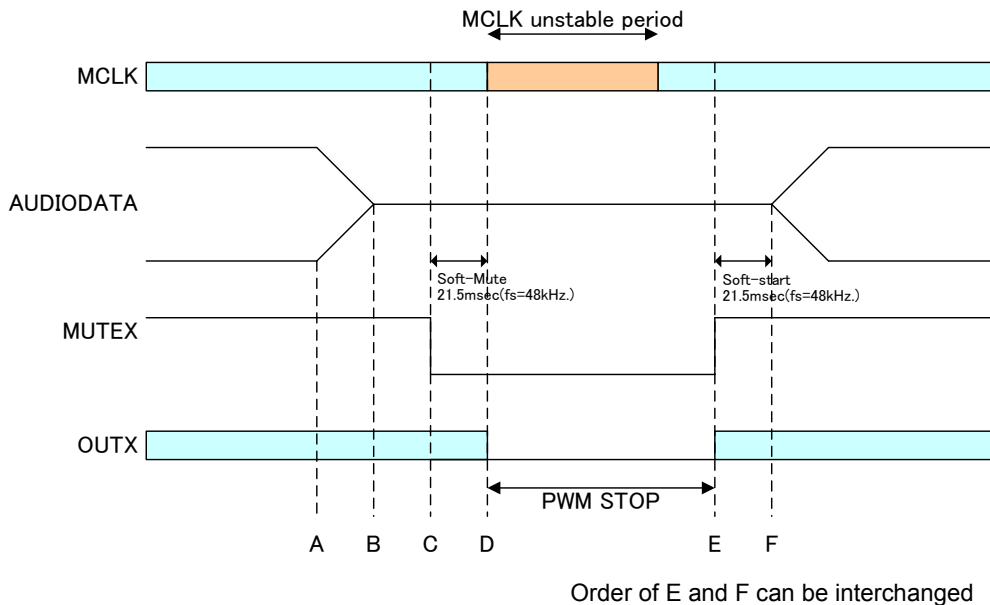 MCLK unstable period
MCLK
AUDIODATA
Soft-Mute
21.5msec(fs=48kHz.)
Soft-start
21.5msec(fs=48kHz.)
MUTEX
OUTX
PWM STOP
A B C D E F
Order of E and F can be interchanged